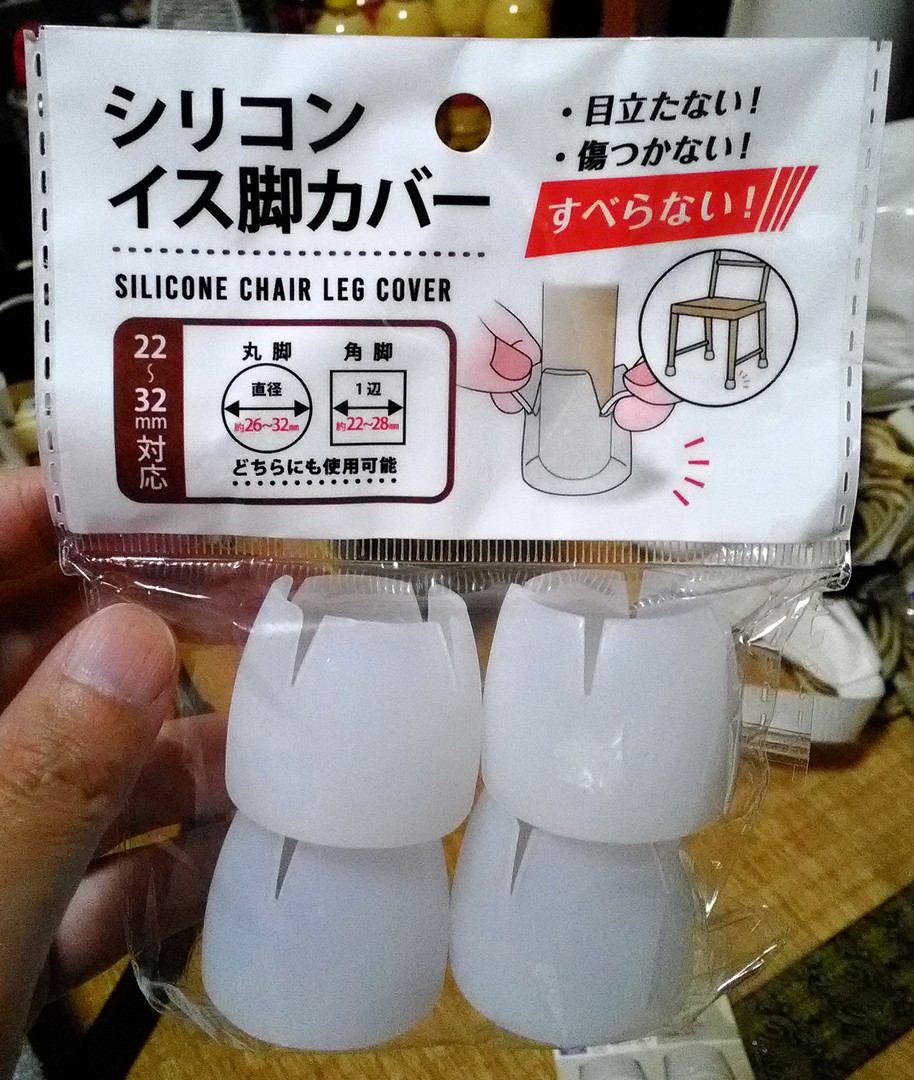 シリコン
イス脚カバー
SILICONE CHAIR LEG COVER
・目立たない!
・傷つかない!
すべらない!
22
~
32
mm
対応
丸脚
直径
約26~32mm
角脚
1辺
約22~28mm
どちらにも使用可能